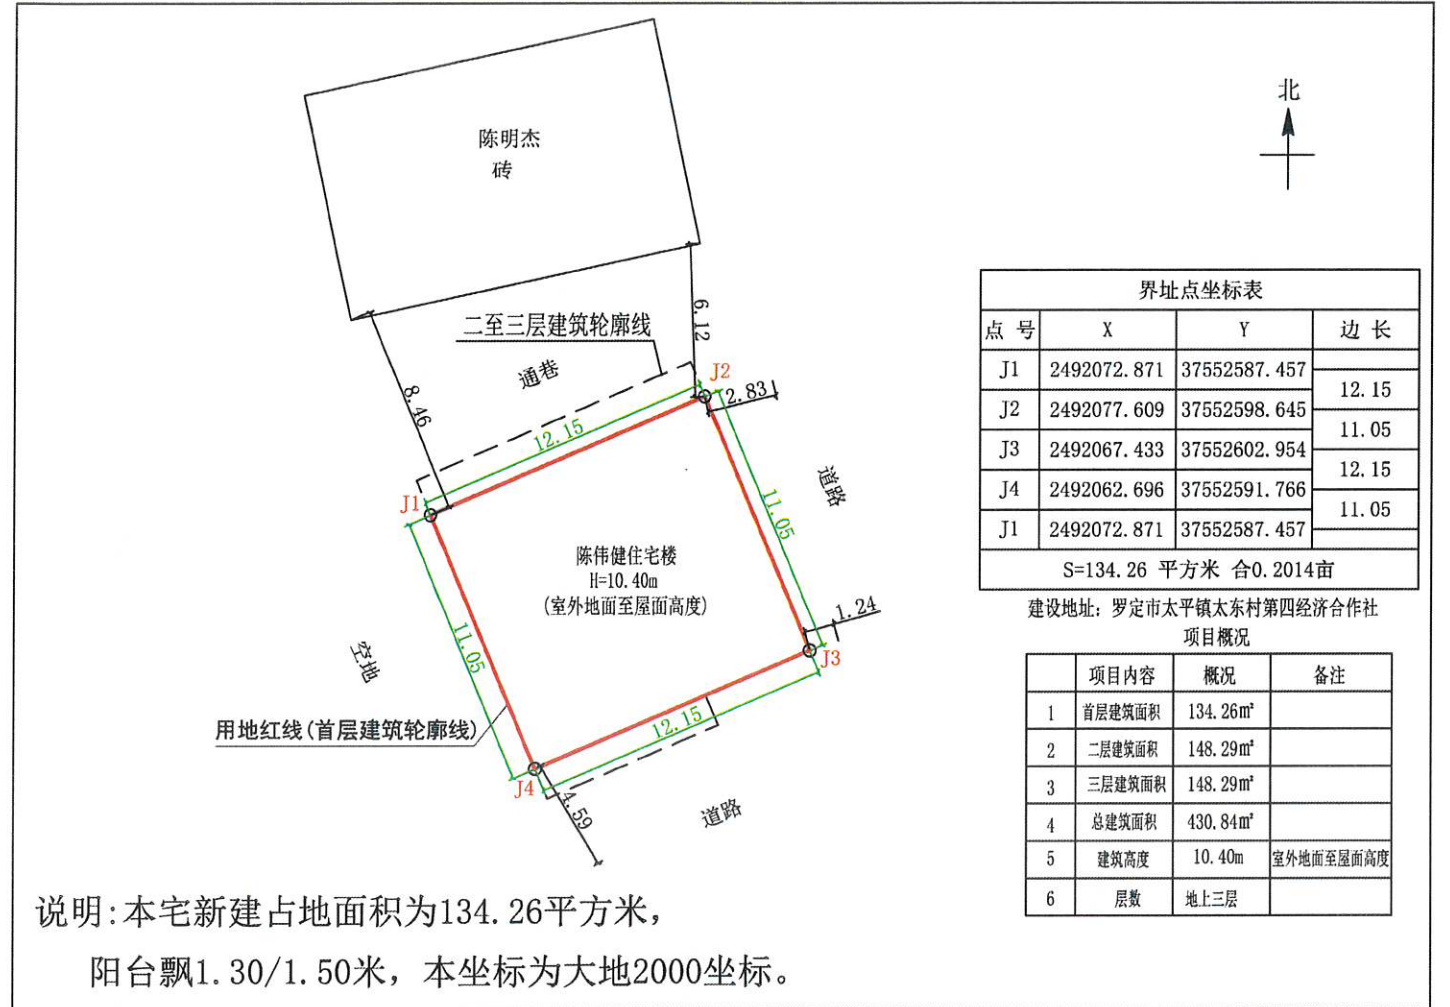 北
陈明杰
砖
二至三层建筑轮廓线
6.12
通巷
J2
8.46
2.83
12.15
J1
道路
11.05
陈伟健住宅楼
H=10.40m
(室外地面至屋面高度)
1.24
11.05
空地
J3
用地红线(首层建筑轮廓线)
12.15
J4
4.59
道路
界址点坐标表
点 号 X Y 边 长
J1 2492072.871 37552587.457
12.15
J2 2492077.609 37552598.645
11.05
J3 2492067.433 37552602.954
12.15
J4 2492062.696 37552591.766
11.05
J1 2492072.871 37552587.457
S=134.26 平方米 合0.2014亩
建设地址: 罗定市太平镇太东村第四经济合作社
项目概况
项目内容 概况 备注
1 首层建筑面积 134.26m²
2 二层建筑面积 148.29m²
3 三层建筑面积 148.29m²
4 总建筑面积 430.84m²
5 建筑高度 10.40m 室外地面至屋面高度
6 层数 地上三层
说明:本宅新建占地面积为134.26平方米，
阳台飘1.30/1.50米，本坐标为大地2000坐标。